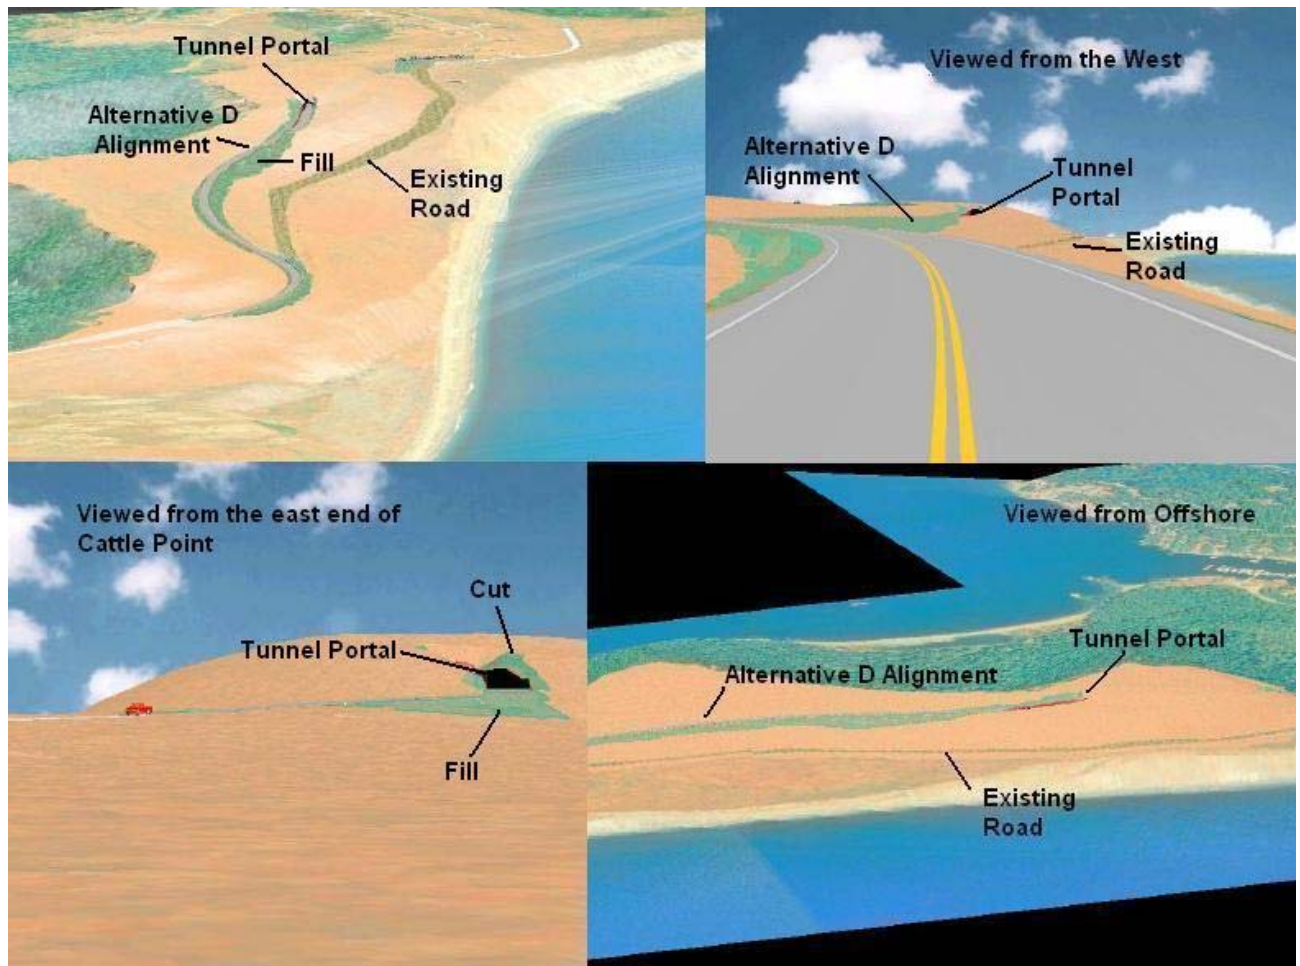 Tunnel Portal
Alternative D
Alignment
Fill
Existing
Road
Viewed from the West
Alternative D
Alignment
Tunnel
Portal
Existing
Road
Viewed from the east end of
Cattle Point
Cut
Tunnel Portal
Fill
Viewed from Offshore
Tunnel Portal
Alternative D Alignment
Existing
Road